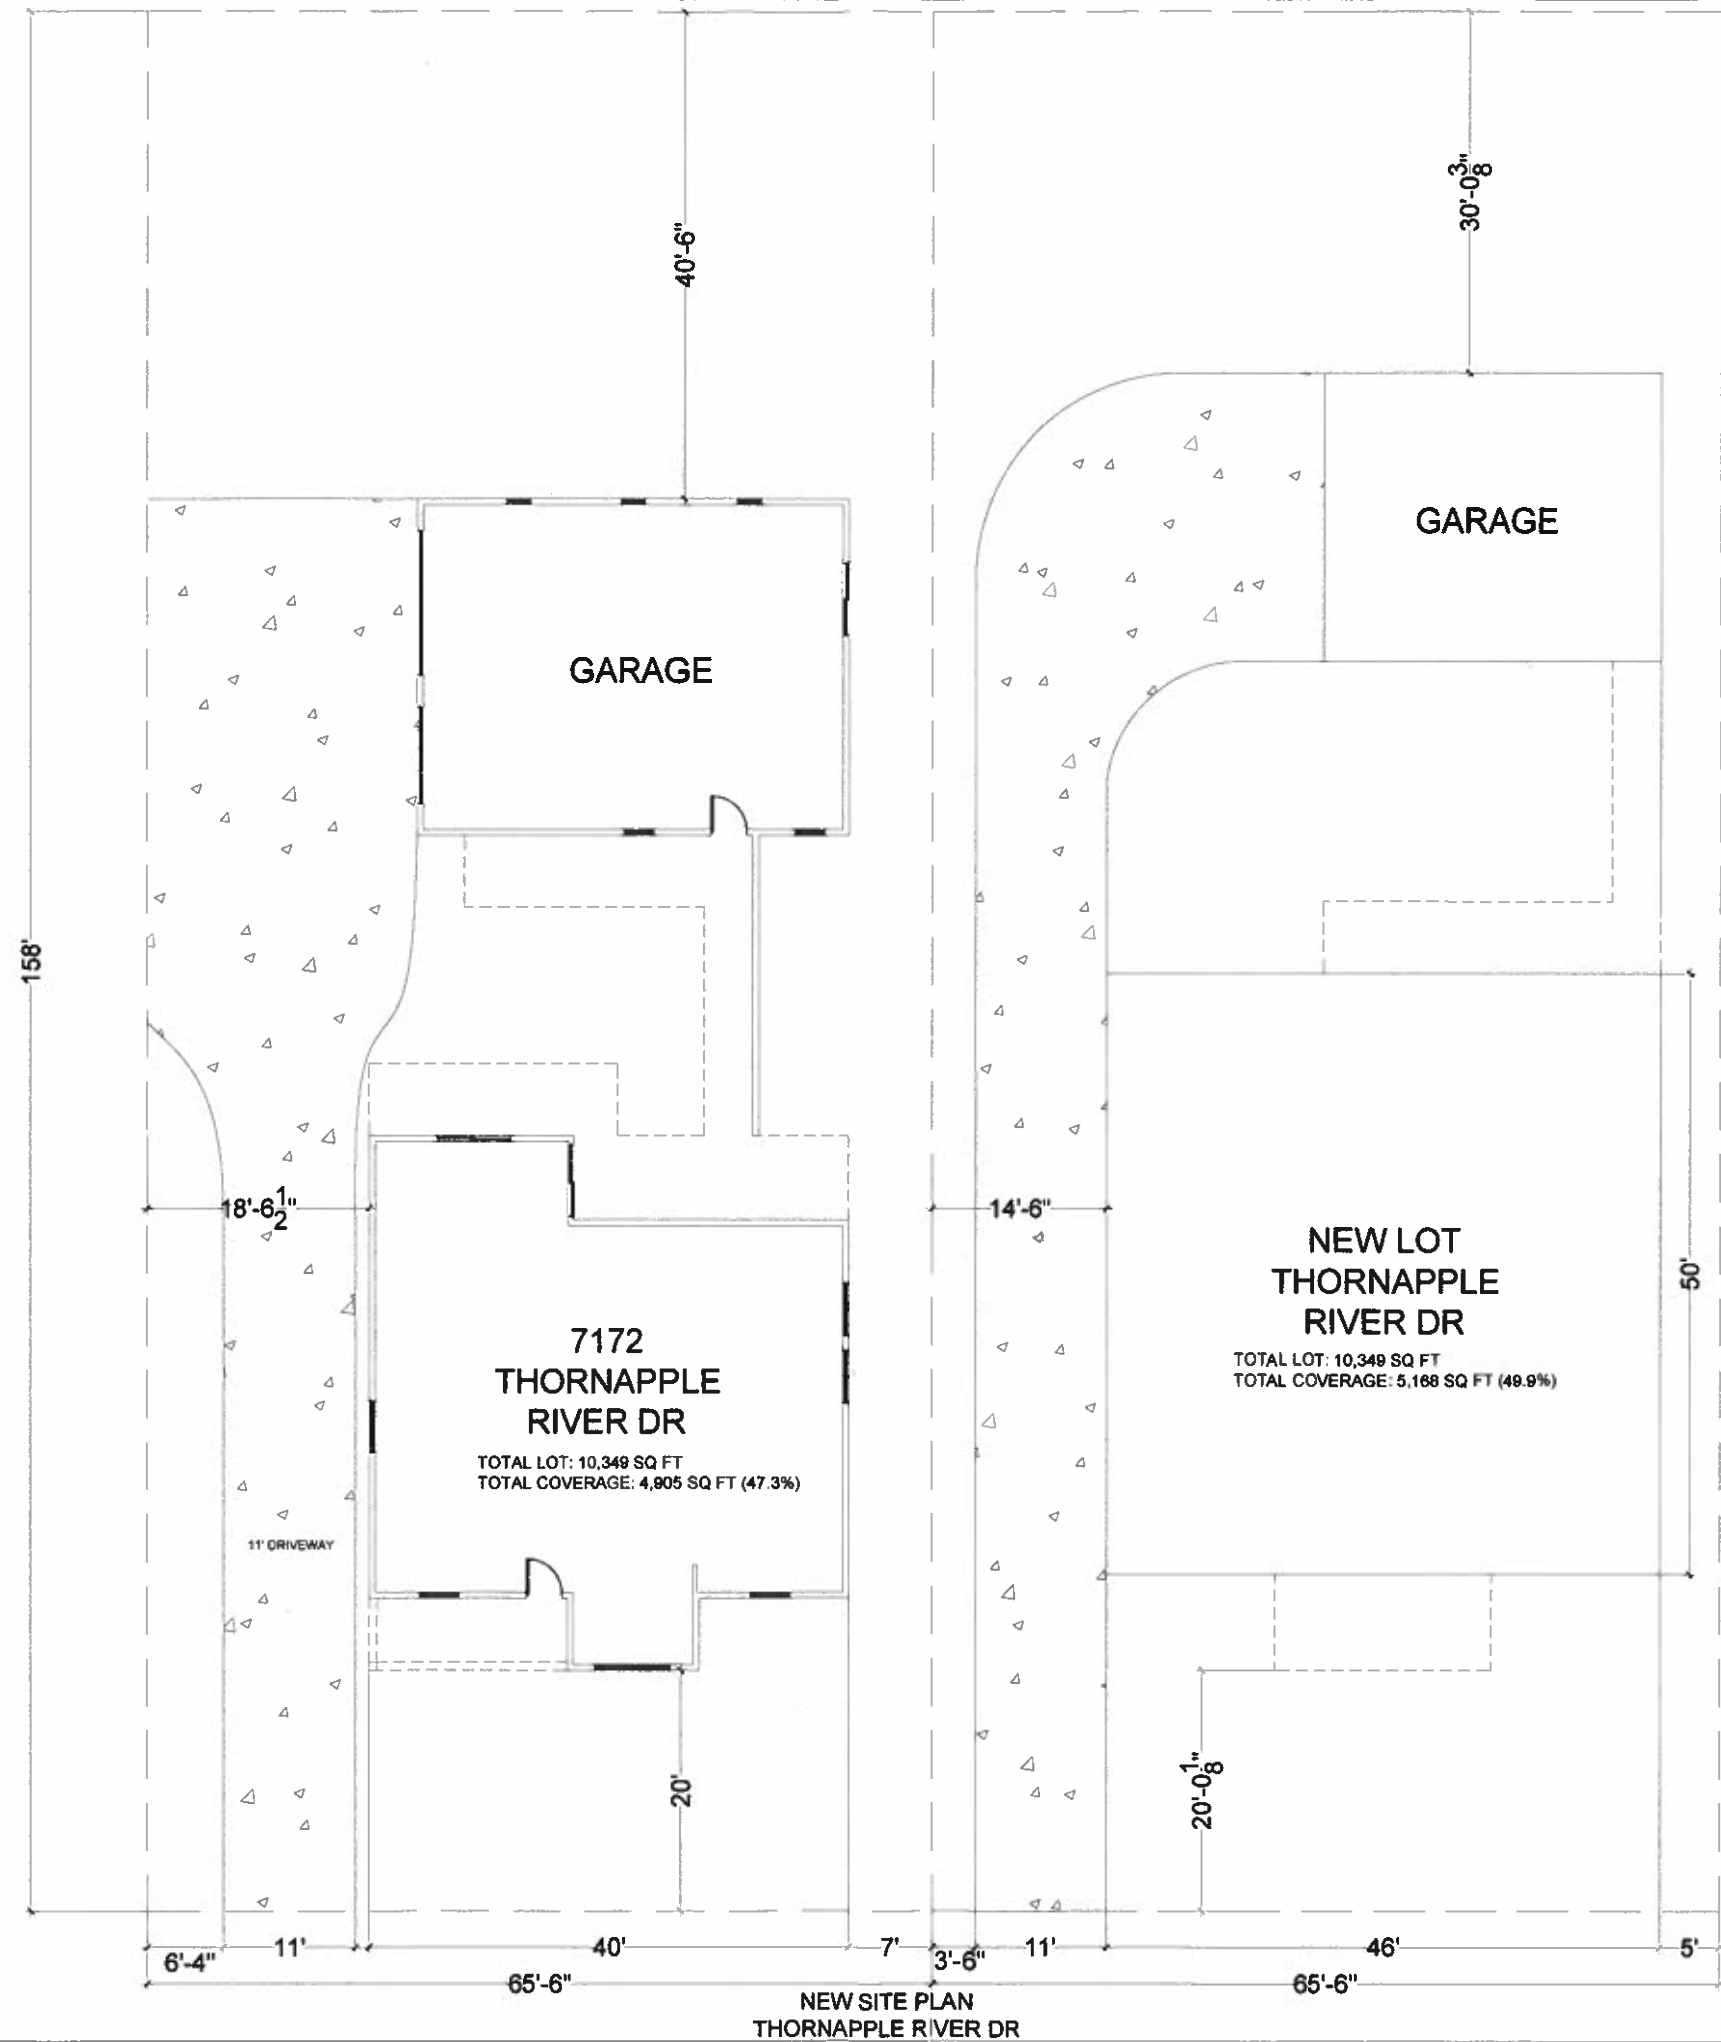 40'-6"
30'-0 3/8"
GARAGE
GARAGE
158'
18'-6 1/2"
14'-6"
50'
NEW LOT
THORNAPPLE
RIVER DR
TOTAL LOT: 10,349 SQ FT
TOTAL COVERAGE: 5,168 SQ FT (49.9%)
7172
THORNAPPLE
RIVER DR
TOTAL LOT: 10,349 SQ FT
TOTAL COVERAGE: 4,905 SQ FT (47.3%)
11' DRIVEWAY
20'
20'-0 1/8"
6'-4"
11'
40'
7'
3'-6"
11'
46'
5'
65'-6"
65'-6"
NEW SITE PLAN
THORNAPPLE RIVER DR